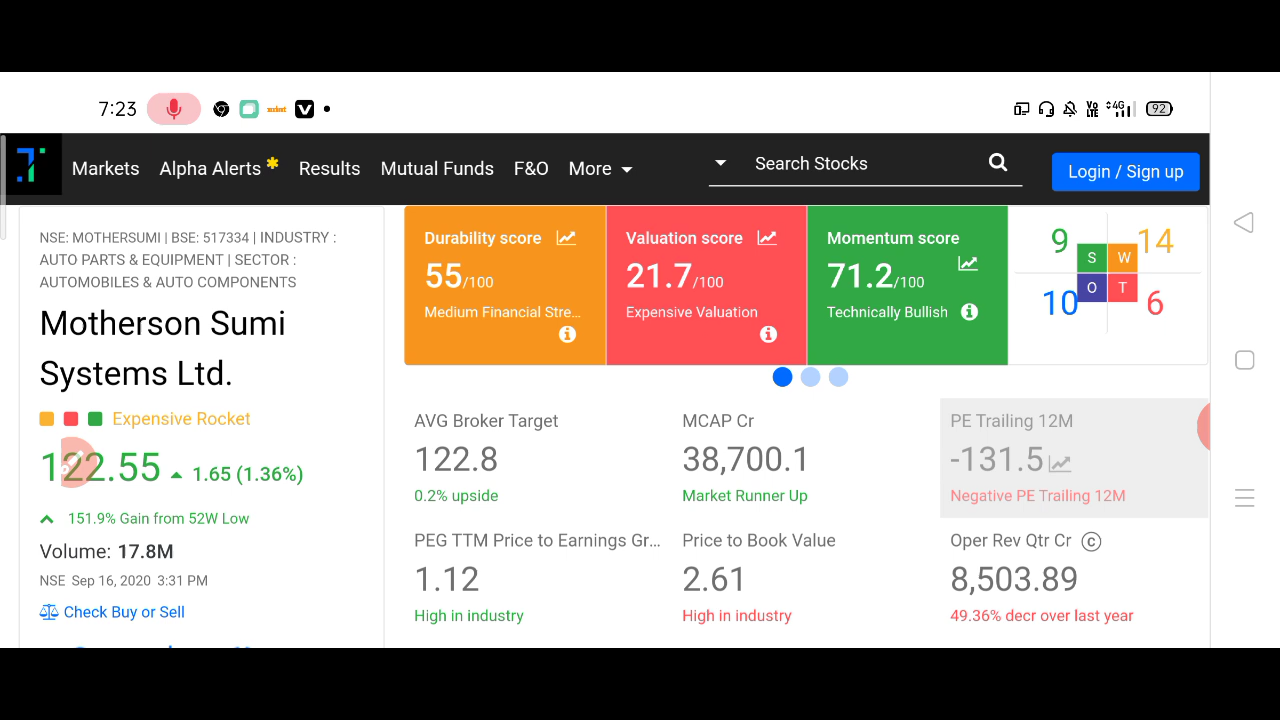 7:23
VO LTE 4G 92
Markets Alpha Alerts Results Mutual Funds F&O More Search Stocks Login / Sign up
NSE: MOTHERSUMI | BSE: 517334 | INDUSTRY :
AUTO PARTS & EQUIPMENT | SECTOR :
AUTOMOBILES & AUTO COMPONENTS
Motherson Sumi
Systems Ltd.
Expensive Rocket
122.55 1.65 (1.36%)
151.9% Gain from 52W Low
Volume: 17.8M
NSE Sep 16, 2020 3:31 PM
Check Buy or Sell
Durability score
55/100
Medium Financial Stre...
Valuation score
21.7/100
Expensive Valuation
Momentum score
71.2/100
Technically Bullish
9 S W 14
10 O T 6
AVG Broker Target
122.8
0.2% upside
MCAP Cr
38,700.1
Market Runner Up
PE Trailing 12M
-131.5
Negative PE Trailing 12M
PEG TTM Price to Earnings Gr...
1.12
High in industry
Price to Book Value
2.61
High in industry
Oper Rev Qtr Cr C
8,503.89
49.36% decr over last year